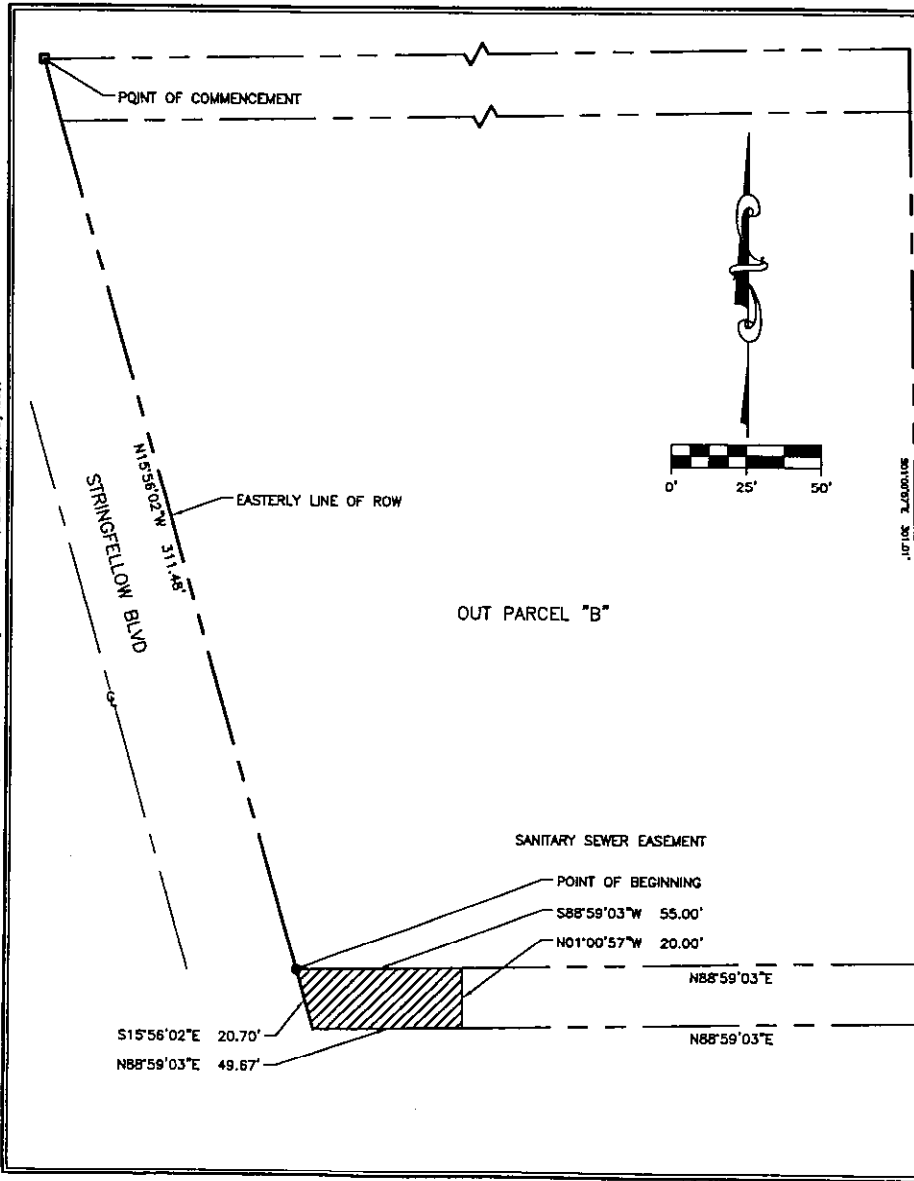 POINT OF COMMENCEMENT
N15°56'02"W 311.48'
EASTERLY LINE OF ROW
STRINGFELLOW BLVD
0' 25' 50'
301.01'
OUT PARCEL "B"
SANITARY SEWER EASEMENT
POINT OF BEGINNING
S88°59'03"W 55.00'
N01°00'57"W 20.00'
N88°59'03"E
S15°56'02"E 20.70'
N88°59'03"E 49.67'
N88°59'03"E